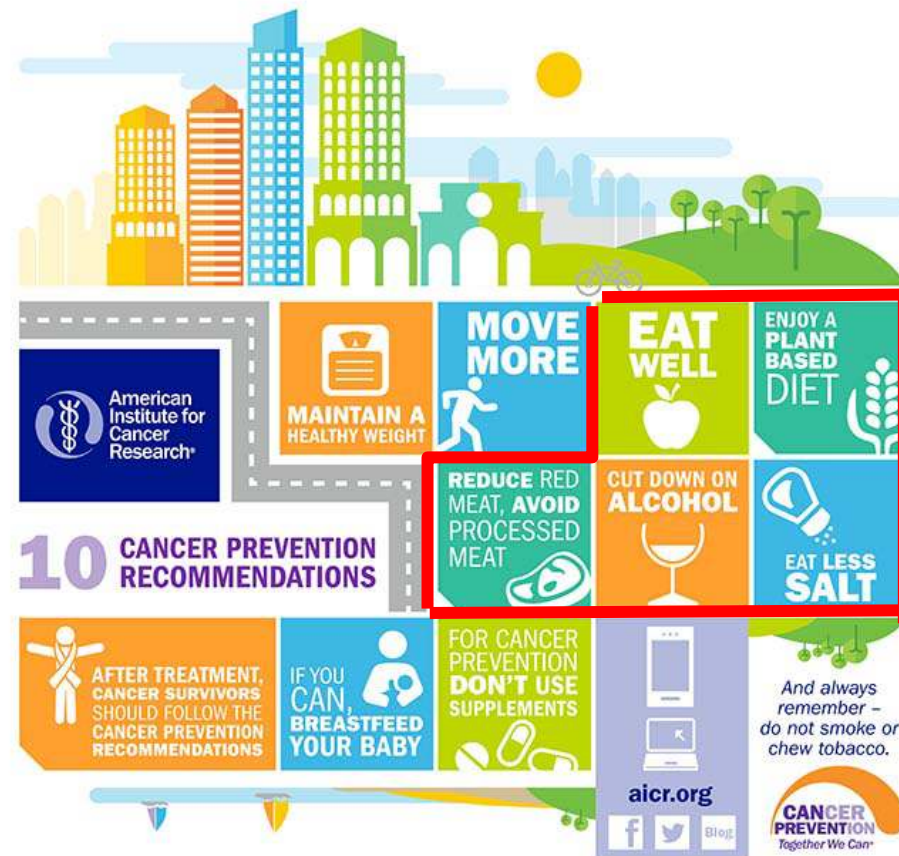 MAINTAIN A
HEALTHY WEIGHT
MOVE
MORE
EAT
WELL
ENJOY A
PLANT
BASED
DIET
American
Institute for
Cancer
Research®
10 CANCER PREVENTION
RECOMMENDATIONS
REDUCE RED
MEAT, AVOID
PROCESSED
MEAT
CUT DOWN ON
ALCOHOL
EAT LESS
SALT
AFTER TREATMENT,
CANCER SURVIVORS
SHOULD FOLLOW THE
CANCER PREVENTION
RECOMMENDATIONS
IF YOU
CAN,
BREASTFEED
YOUR BABY
FOR CANCER
PREVENTION
DON'T USE
SUPPLEMENTS
aicr.org
f
Blog
And always
remember –
do not smoke or
chew tobacco.
CANCER
PREVENTION
Together We Can®